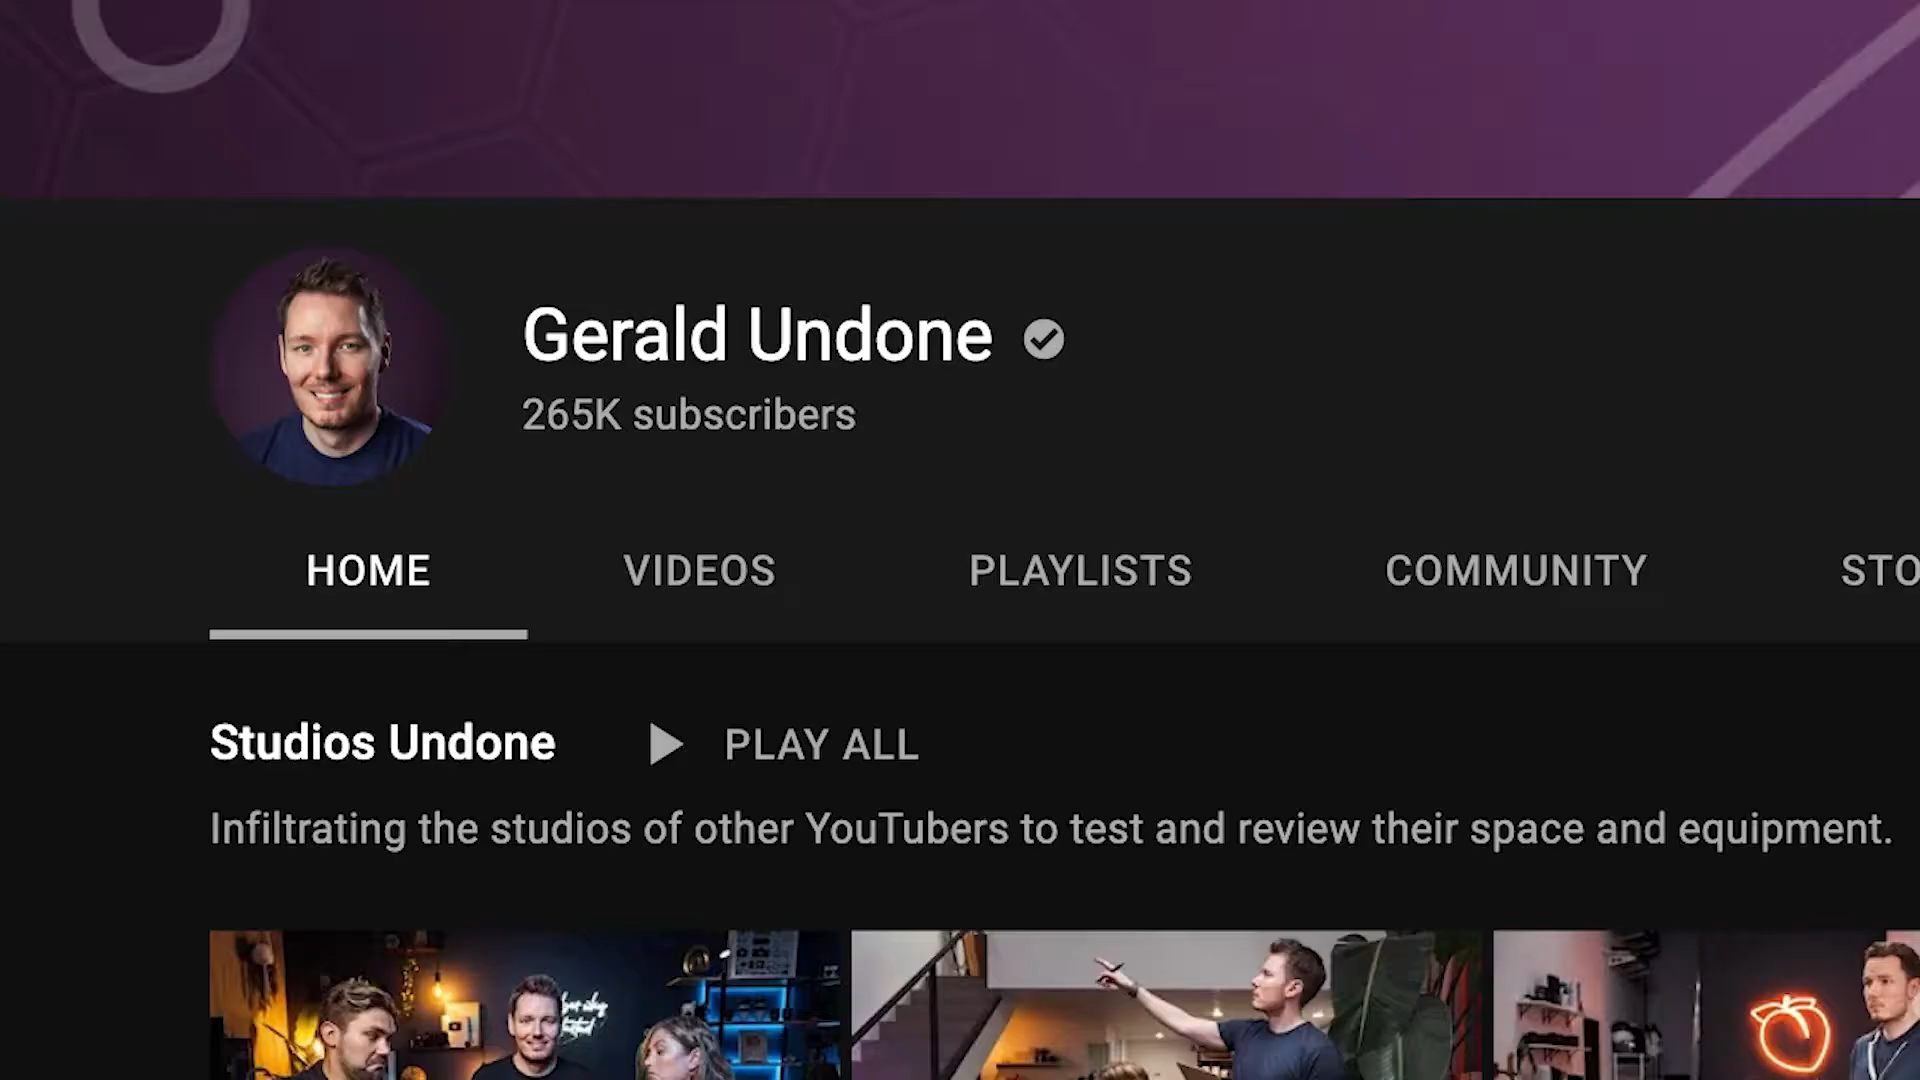 Gerald Undone
265K subscribers
HOME VIDEOS PLAYLISTS COMMUNITY STO
Studios Undone PLAY ALL
Infiltrating the studios of other YouTubers to test and review their space and equipment.